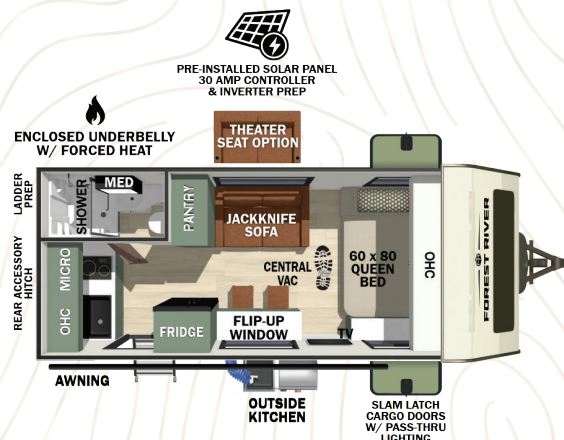 PRE-INSTALLED SOLAR PANEL
30 AMP CONTROLLER
& INVERTER PREP
ENCLOSED UNDERBELLY
W/ FORCED HEAT
THEATER
SEAT OPTION
LADDER
PREP
SHOWER
MED
PANTRY
JACKKNIFE
SOFA
REAR ACCESSORY
HITCH
OHC
MICRO
CENTRAL
VAC
60 x 80
QUEEN
BED
OHC
FOREST RIVER
FRIDGE
FLIP-UP
WINDOW
TV
AWNING
OUTSIDE
KITCHEN
SLAM LATCH
CARGO DOORS
W/ PASS-THRU
LIGHTING